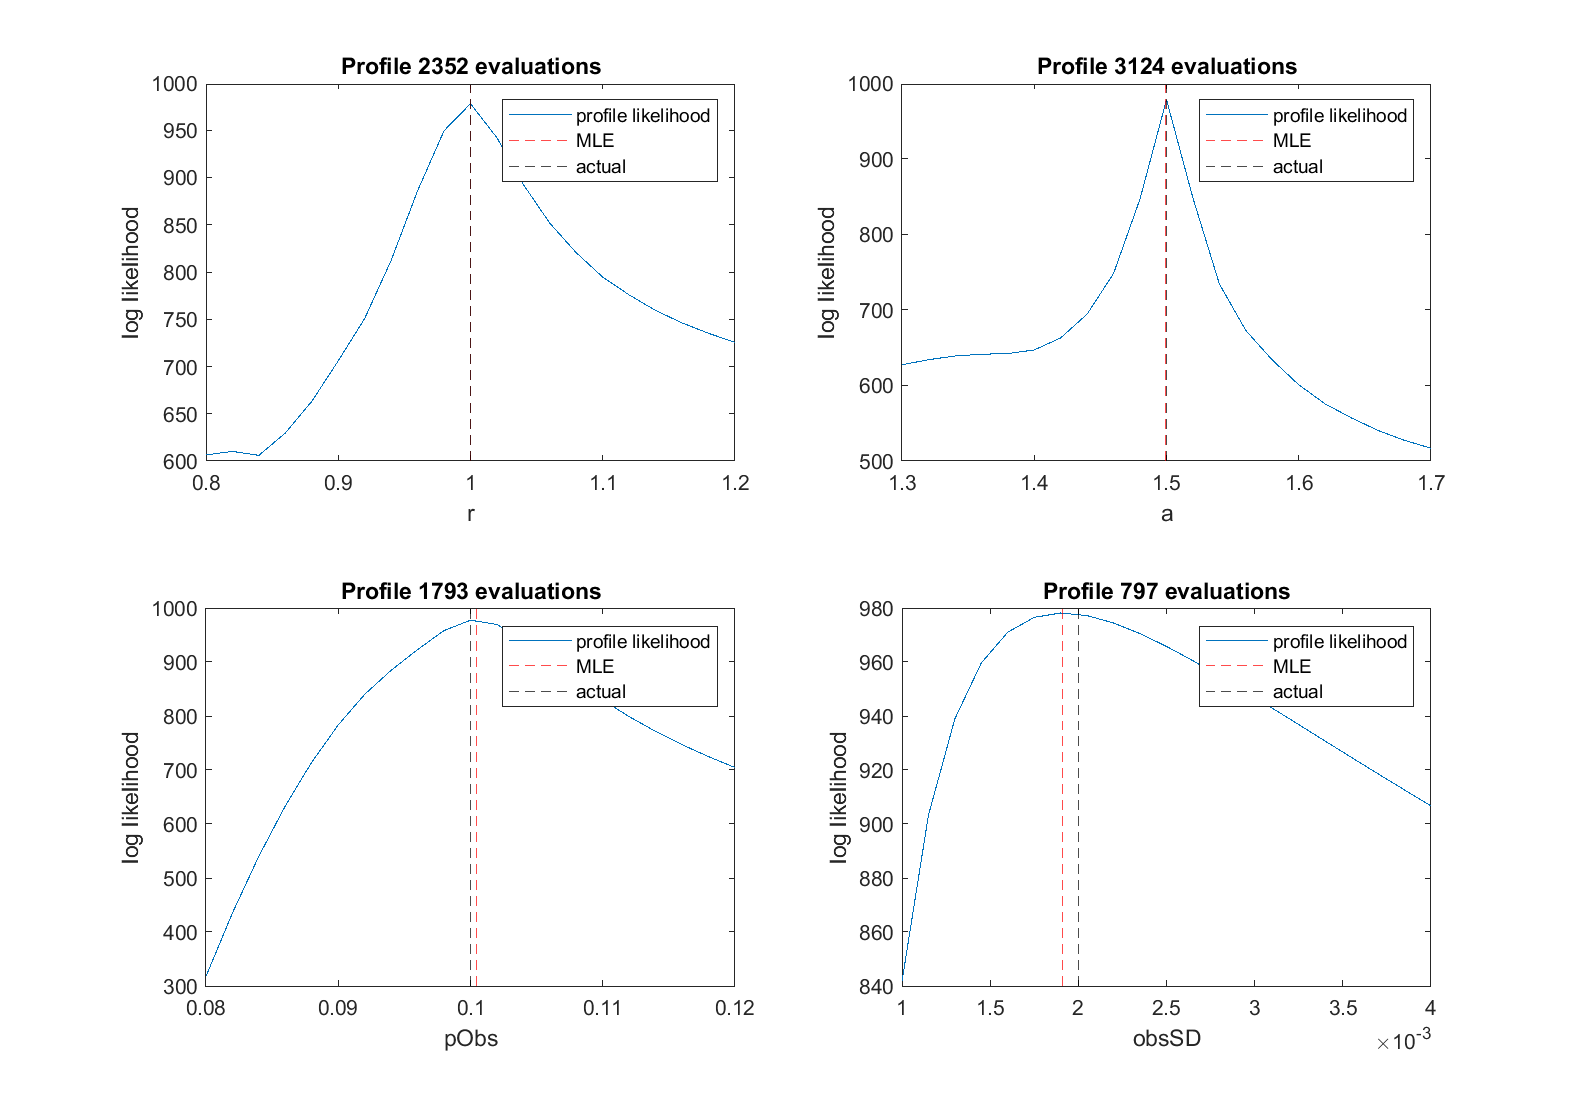 Profile 2352 evaluations
1000
950
900
850
800
750
700
650
600
log likelihood
profile likelihood
MLE
actual
0.8 0.9 1 1.1 1.2
r
Profile 3124 evaluations
1000
900
800
700
600
500
log likelihood
profile likelihood
MLE
actual
1.3 1.4 1.5 1.6 1.7
a
Profile 1793 evaluations
1000
900
800
700
600
500
400
300
log likelihood
profile likelihood
MLE
actual
0.08 0.09 0.1 0.11 0.12
pObs
Profile 797 evaluations
980
960
940
920
900
880
860
840
log likelihood
profile likelihood
MLE
actual
1 1.5 2 2.5 3 3.5 4
obsSD
×10-3